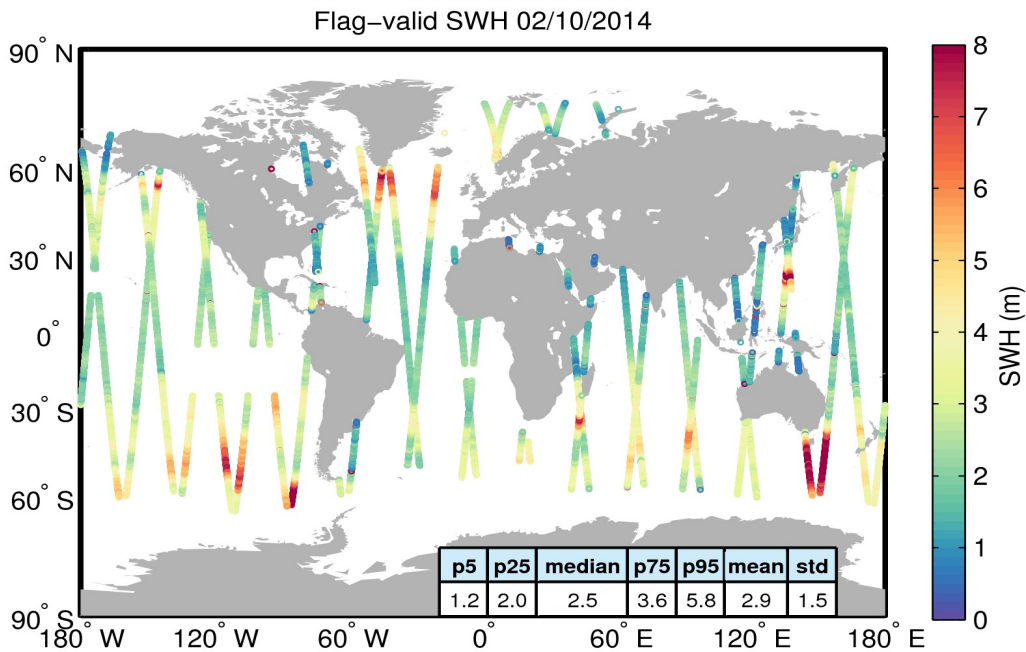 Flag−valid SWH 02/10/2014
90° N
60° N
30° N
0°
30° S
60° S
90° S
180° W
120° W
60° W
0°
60° E
120° E
180° E
p5 p25 median p75 p95 mean std
1.2 2.0 2.5 3.6 5.8 2.9 1.5
8
7
6
5
4
3
2
1
0
SWH (m)